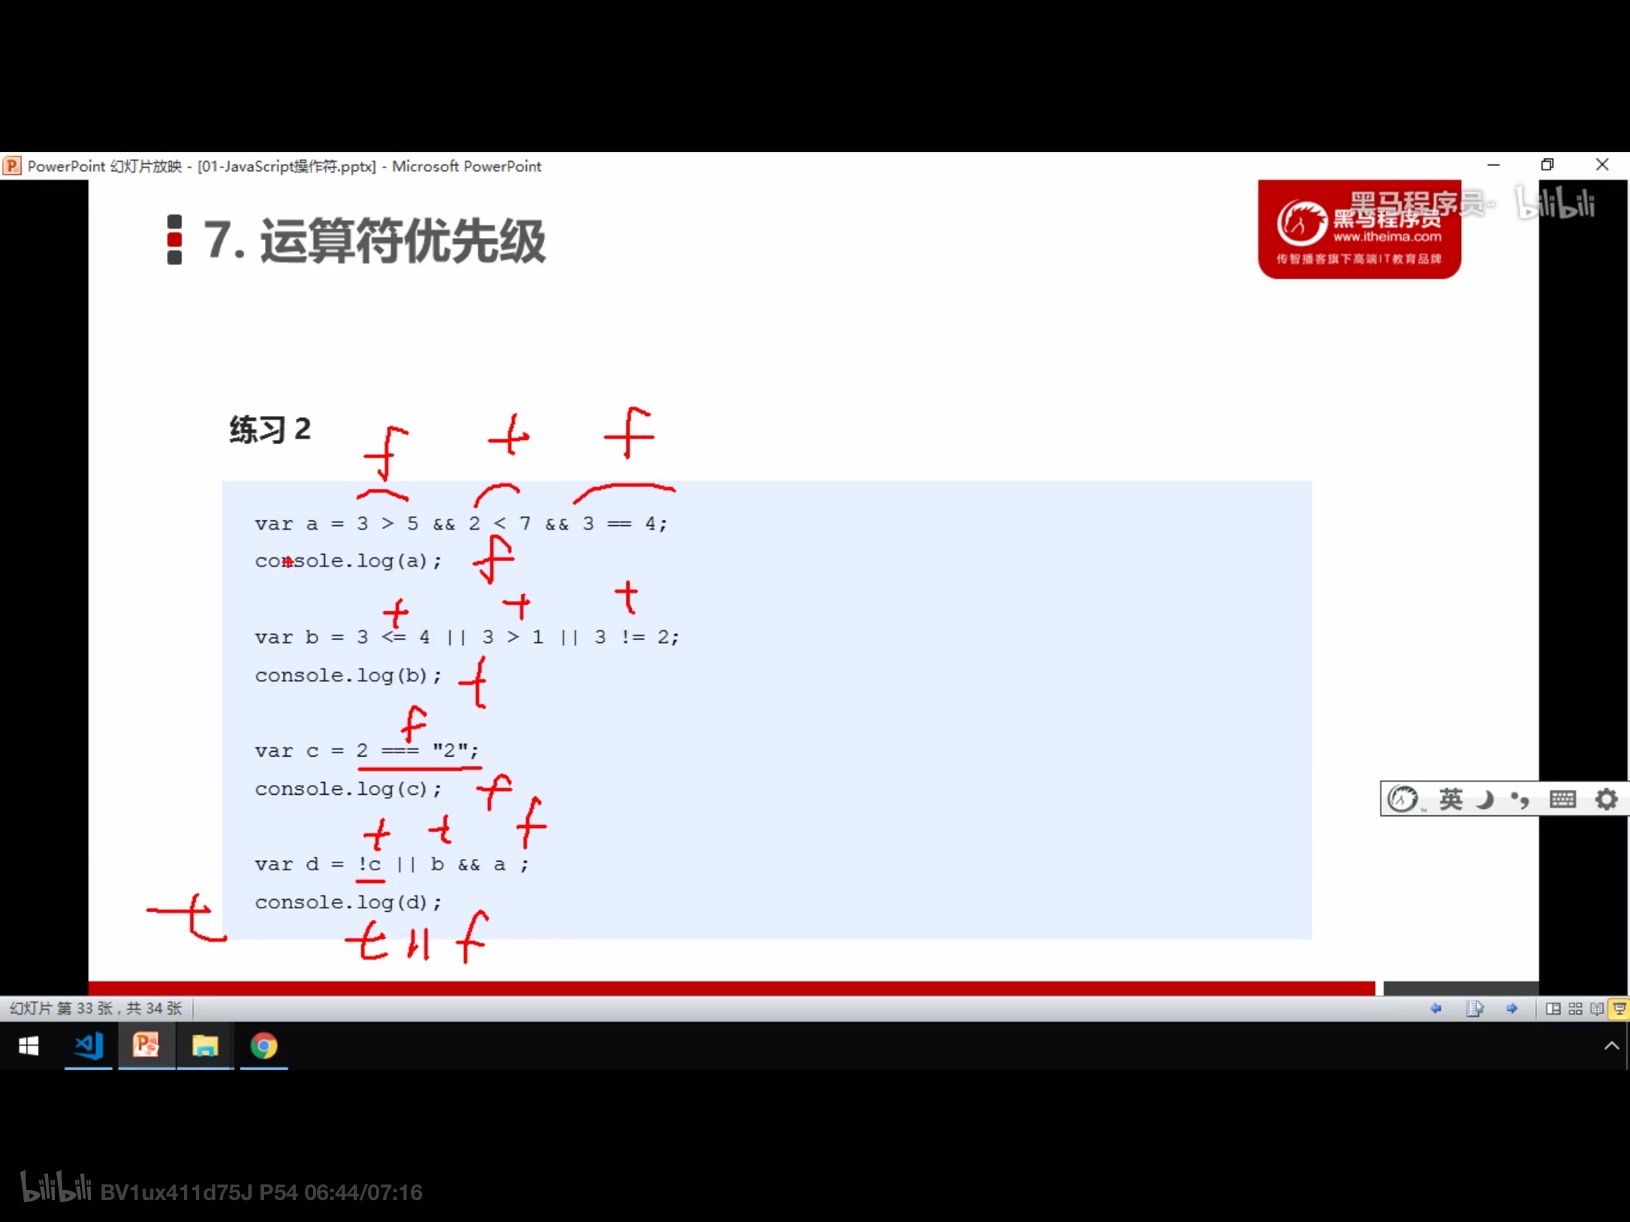 PowerPoint 幻灯片放映 - [01-JavaScript操作符.pptx] - Microsoft PowerPoint
7. 运算符优先级
黑马程序员- bilibili
黑马程序员
www.itheima.com
传智播客旗下高端IT教育品牌
练习 2
f t f
var a = 3 > 5 && 2 < 7 && 3 == 4;
console.log(a); f
t t t
var b = 3 <= 4 || 3 > 1 || 3 != 2;
console.log(b); t
f
var c = 2 === "2";
console.log(c); f
t t f
var d = !c || b && a ;
console.log(d);
t t || f
英
幻灯片 第 33 张，共 34 张
bilibili BV1ux411d75J P54 06:44/07:16